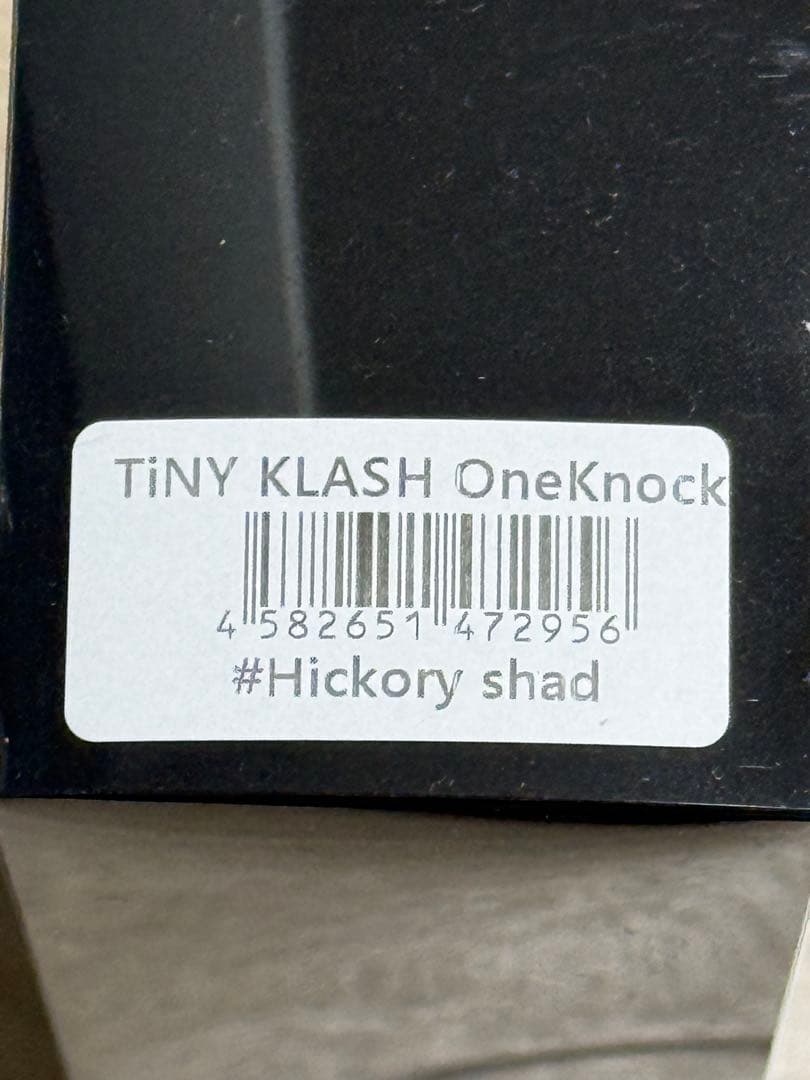 TiNY KLASH OneKnock
4 582651 472956
#Hickory shad